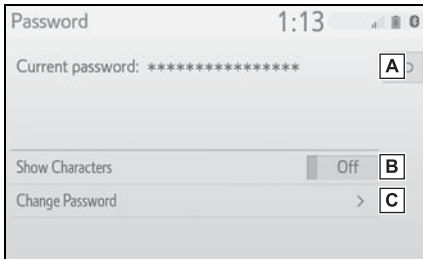 Password 1:13
Current password: **************** A
Show Characters Off B
Change Password > C